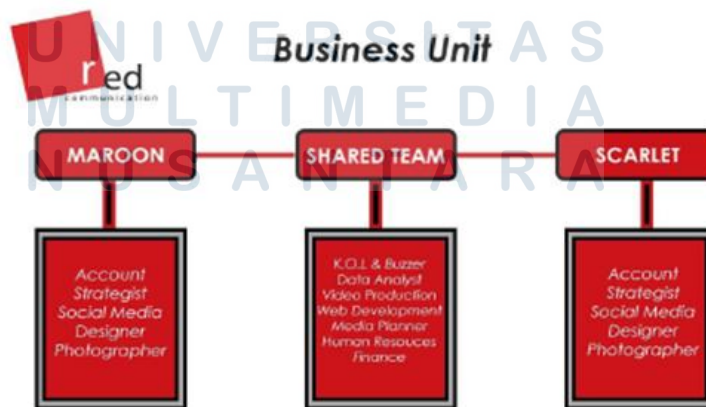 UNIVERSITAS
MULTIMEDIA
NUSANTARA
red
communication
Business Unit
MAROON
SHARED TEAM
SCARLET
Account
Strategist
Social Media
Designer
Photographer
K.O.L & Buzzer
Data Analyst
Video Production
Web Development
Media Planner
Human Resouces
Finance
Account
Strategist
Social Media
Designer
Photographer